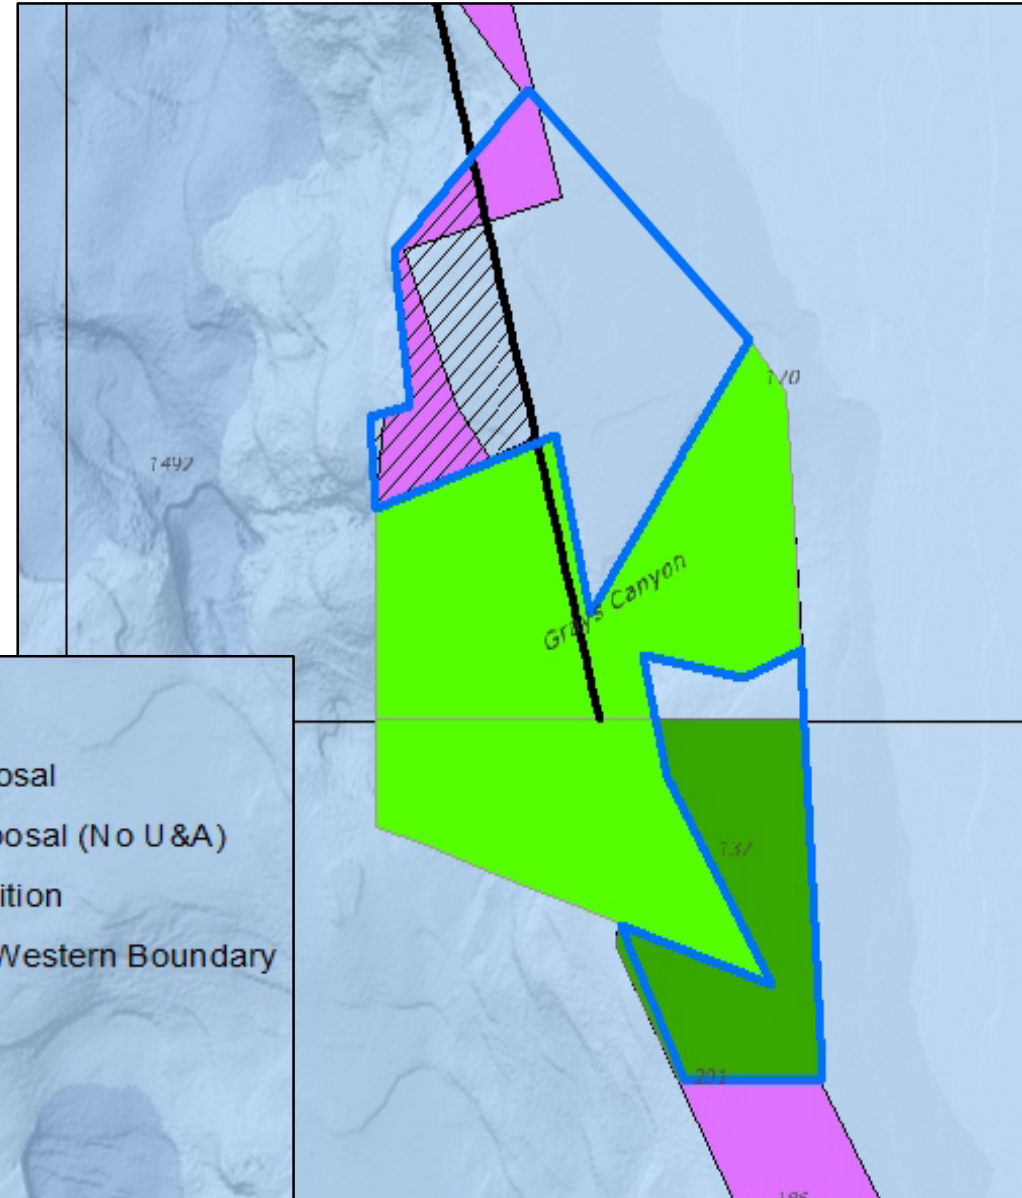 170
1492
Grays Canyon
osal
posal (No U&A)
137
ition
Western Boundary
201